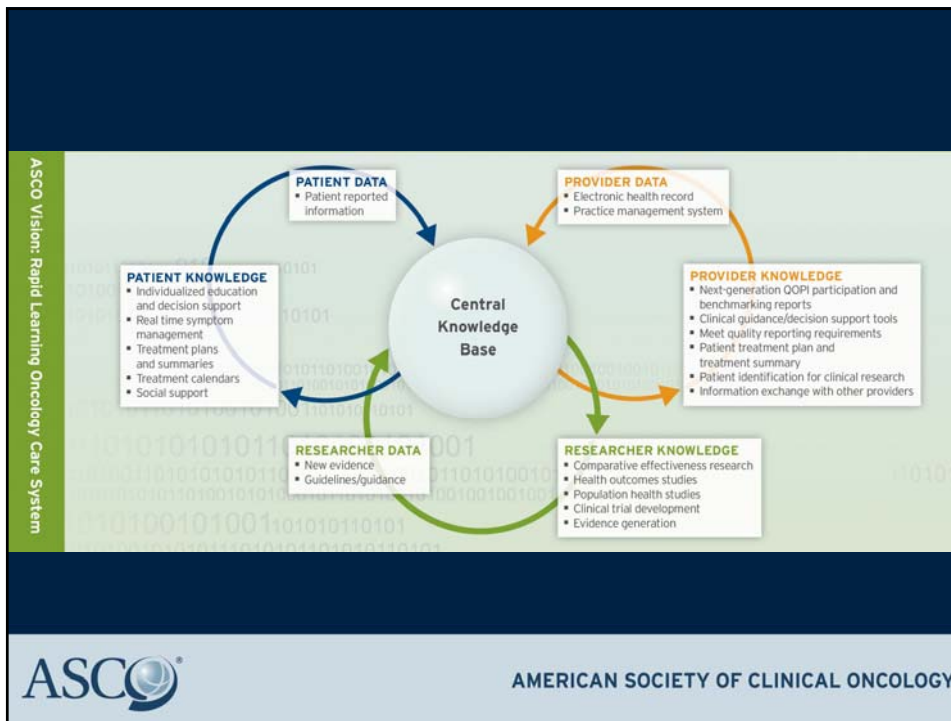 ASCO Vision: Rapid Learning Oncology Care System
PATIENT DATA
▪ Patient reported
information
PROVIDER DATA
▪ Electronic health record
▪ Practice management system
PATIENT KNOWLEDGE
▪ Individualized education
and decision support
▪ Real time symptom
management
▪ Treatment plans
and summaries
▪ Treatment calendars
▪ Social support
Central
Knowledge
Base
PROVIDER KNOWLEDGE
▪ Next-generation QOPI participation and
benchmarking reports
▪ Clinical guidance/decision support tools
▪ Meet quality reporting requirements
▪ Patient treatment plan and
treatment summary
▪ Patient identification for clinical research
▪ Information exchange with other providers
RESEARCHER DATA
▪ New evidence
▪ Guidelines/guidance
RESEARCHER KNOWLEDGE
▪ Comparative effectiveness research
▪ Health outcomes studies
▪ Population health studies
▪ Clinical trial development
▪ Evidence generation
ASCO®
AMERICAN SOCIETY OF CLINICAL ONCOLOGY